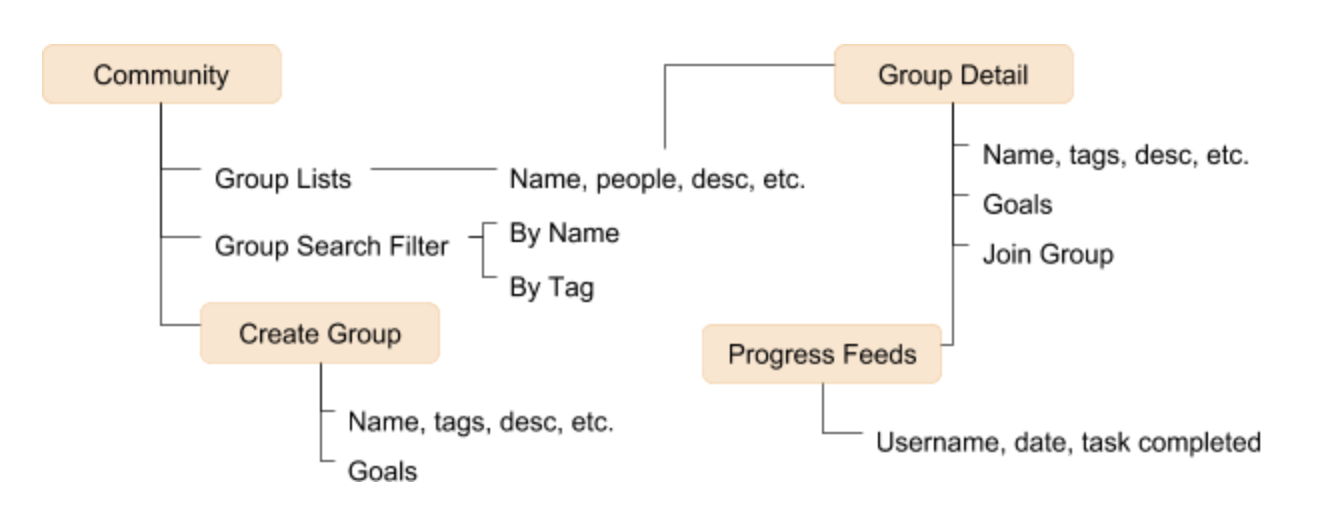 Community
Group Lists
Name, people, desc, etc.
Group Search Filter
By Name
By Tag
Create Group
Name, tags, desc, etc.
Goals
Group Detail
Name, tags, desc, etc.
Goals
Join Group
Progress Feeds
Username, date, task completed